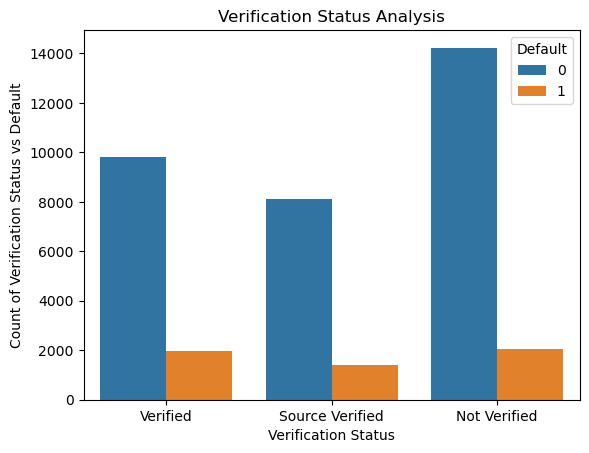 Verification Status Analysis
Count of Verification Status vs Default
14000
12000
10000
8000
6000
4000
2000
0
Default
0
1
Verified
Source Verified
Not Verified
Verification Status